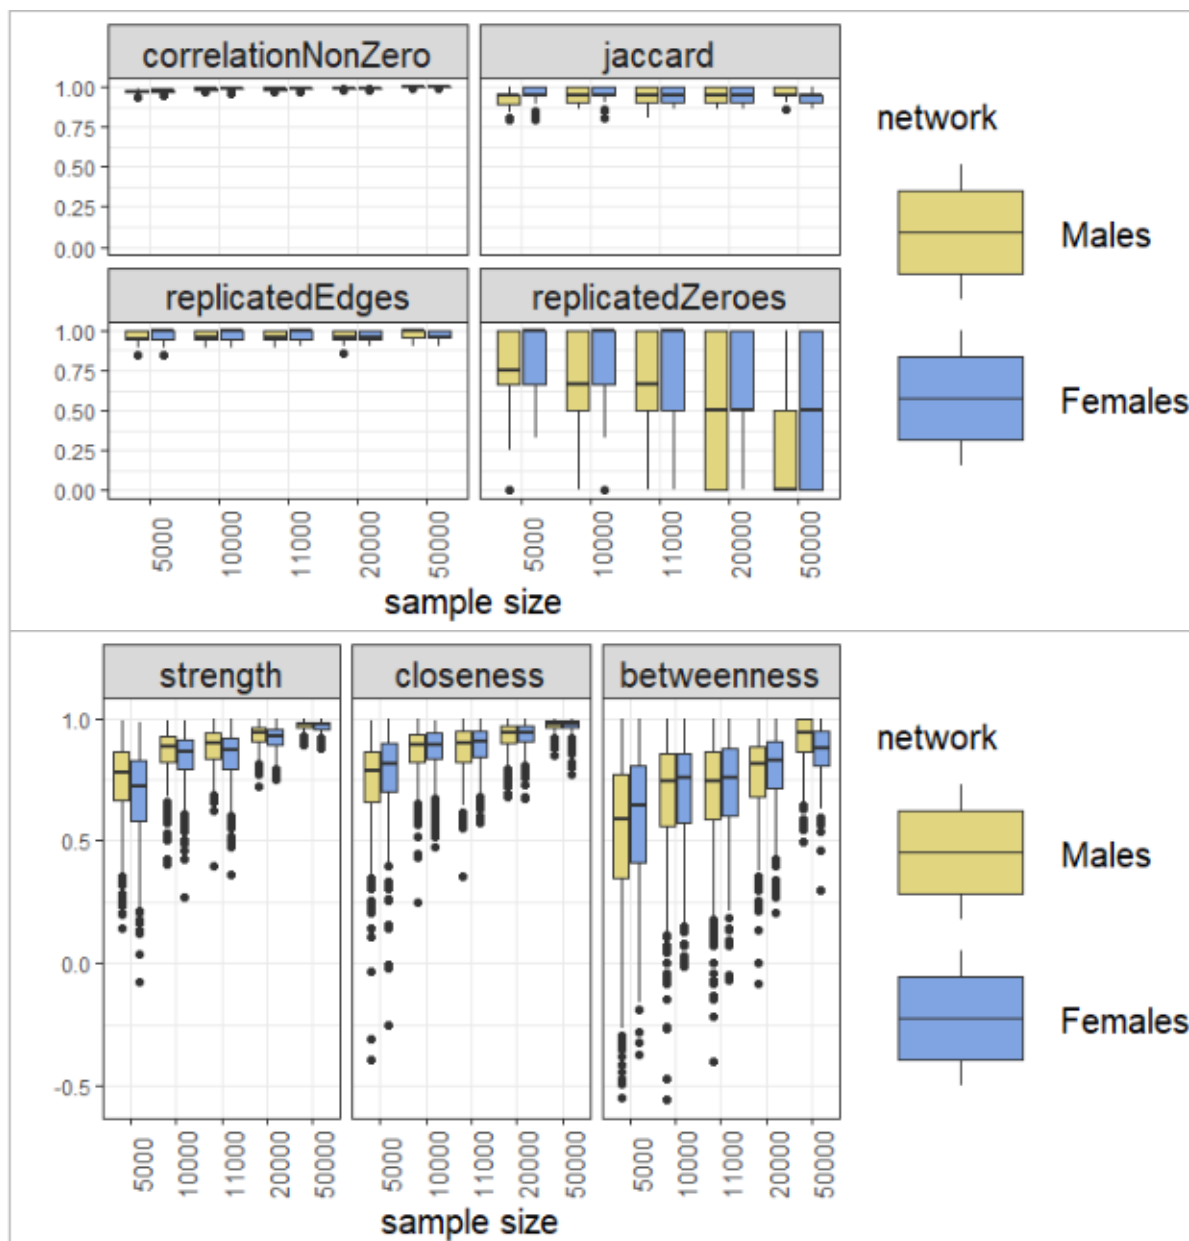 correlationNonZero jaccard
1.00
0.75
0.50
0.25
0.00
replicatedEdges replicatedZeroes
1.00
0.75
0.50
0.25
0.00
5000 10000 11000 20000 50000 5000 10000 11000 20000 50000
sample size
network
Males
Females
strength closeness betweenness
1.0
0.5
0.0
-0.5
5000 10000 11000 20000 50000 5000 10000 11000 20000 50000 5000 10000 11000 20000 50000
sample size
network
Males
Females